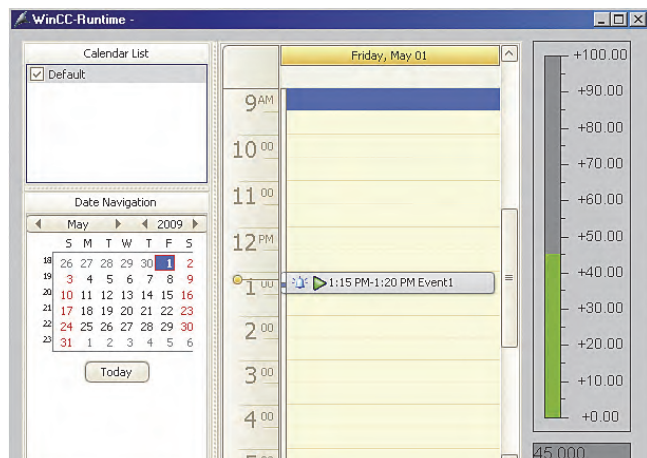 WinCC-Runtime -
Calendar List
Default
Date Navigation
May 2009
S M T W T F S
18 26 27 28 29 30 1 2
19 3 4 5 6 7 8 9
20 10 11 12 13 14 15 16
21 17 18 19 20 21 22 23
22 24 25 26 27 28 29 30
23 31 1 2 3 4 5 6
Today
Friday, May 01
9 AM
10 00
11 00
12 PM
1 00
1:15 PM-1:20 PM Event1
2 00
3 00
4 00
+100.00
+90.00
+80.00
+70.00
+60.00
+50.00
+40.00
+30.00
+20.00
+10.00
+0.00
45.000